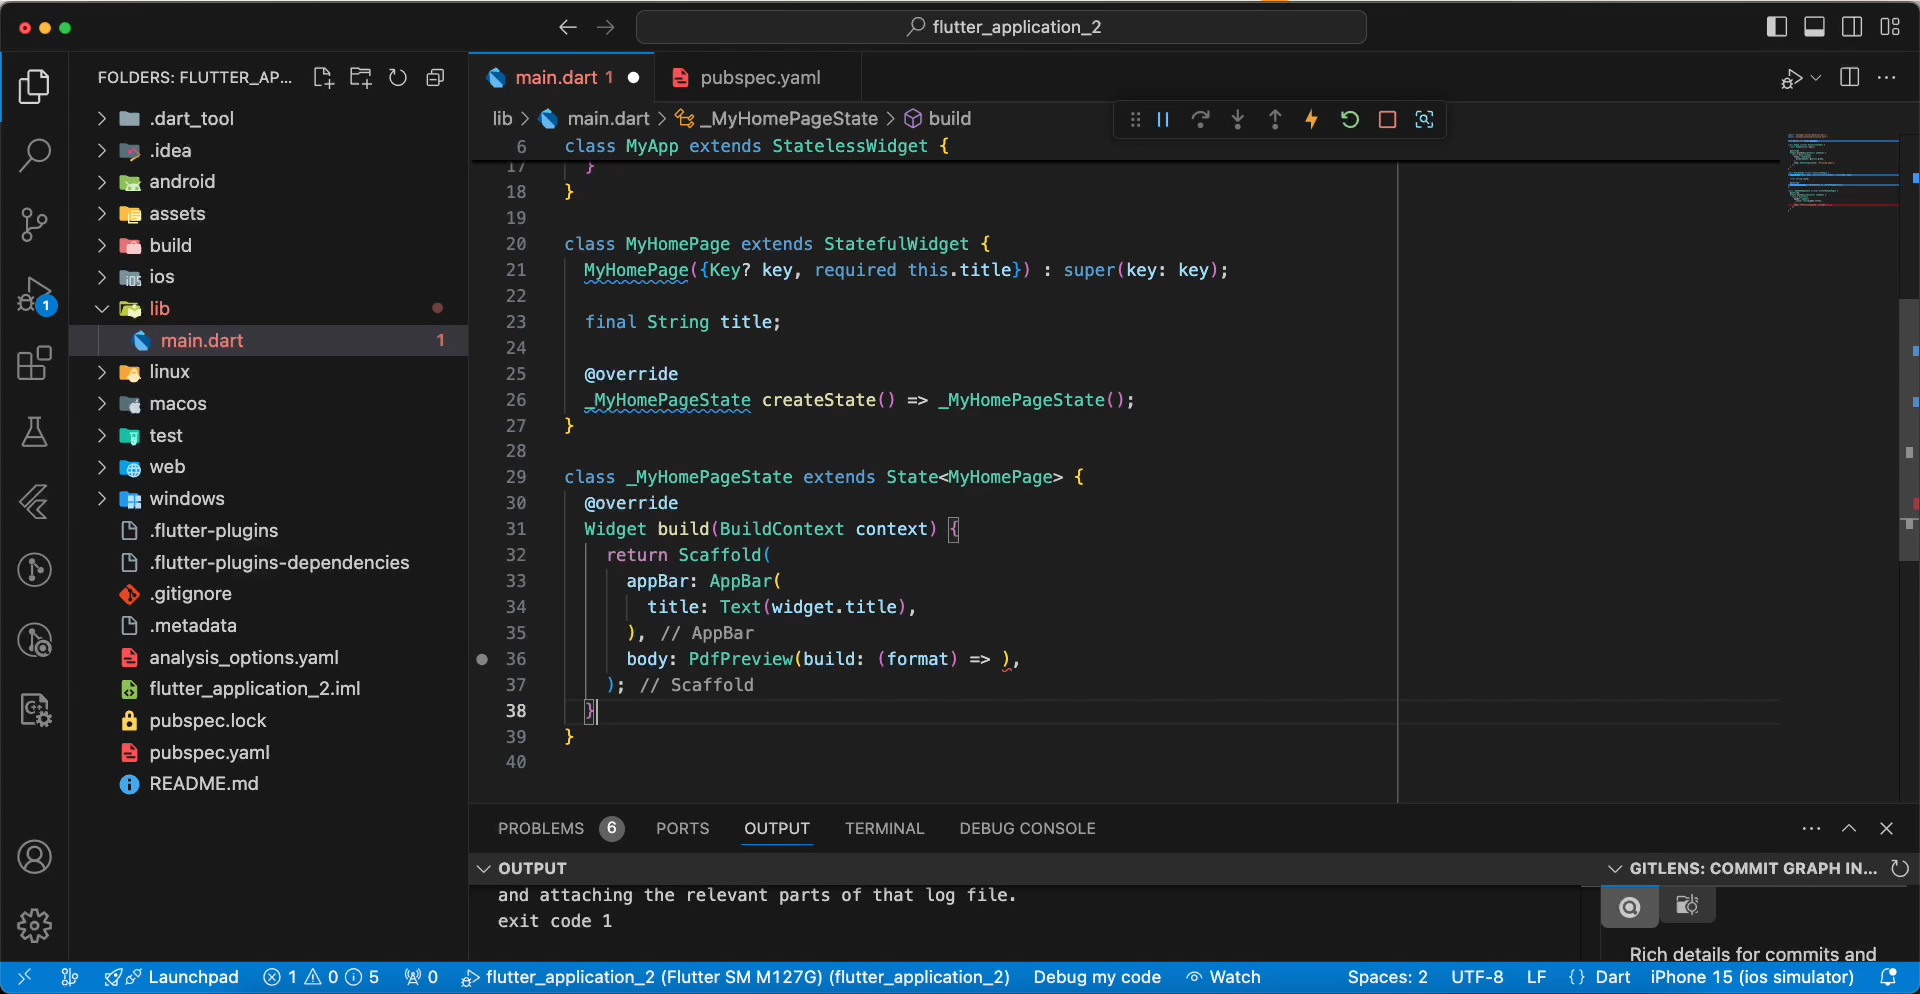 flutter_application_2
FOLDERS: FLUTTER_AP...
main.dart 1
pubspec.yaml
lib > main.dart > _MyHomePageState > build
.dart_tool
.idea
android
assets
build
ios
lib
main.dart 1
linux
macos
test
web
windows
.flutter-plugins
.flutter-plugins-dependencies
.gitignore
.metadata
analysis_options.yaml
flutter_application_2.iml
pubspec.lock
pubspec.yaml
README.md
1
6 class MyApp extends StatelessWidget {
17 }
18 }
19
20 class MyHomePage extends StatefulWidget {
21 MyHomePage({Key? key, required this.title}) : super(key: key);
22
23 final String title;
24
25 @override
26 _MyHomePageState createState() => _MyHomePageState();
27 }
28
29 class _MyHomePageState extends State<MyHomePage> {
30 @override
31 Widget build(BuildContext context) {
32 return Scaffold(
33 appBar: AppBar(
34 title: Text(widget.title),
35 ), // AppBar
36 body: PdfPreview(build: (format) => ),
37 ); // Scaffold
38 }
39 }
40
PROBLEMS 6 PORTS OUTPUT TERMINAL DEBUG CONSOLE
OUTPUT
GITLENS: COMMIT GRAPH IN...
and attaching the relevant parts of that log file.
exit code 1
Rich details for commits and
Launchpad 1 0 5 0 flutter_application_2 (Flutter SM M127G) (flutter_application_2) Debug my code Watch Spaces: 2 UTF-8 LF {} Dart iPhone 15 (ios simulator)